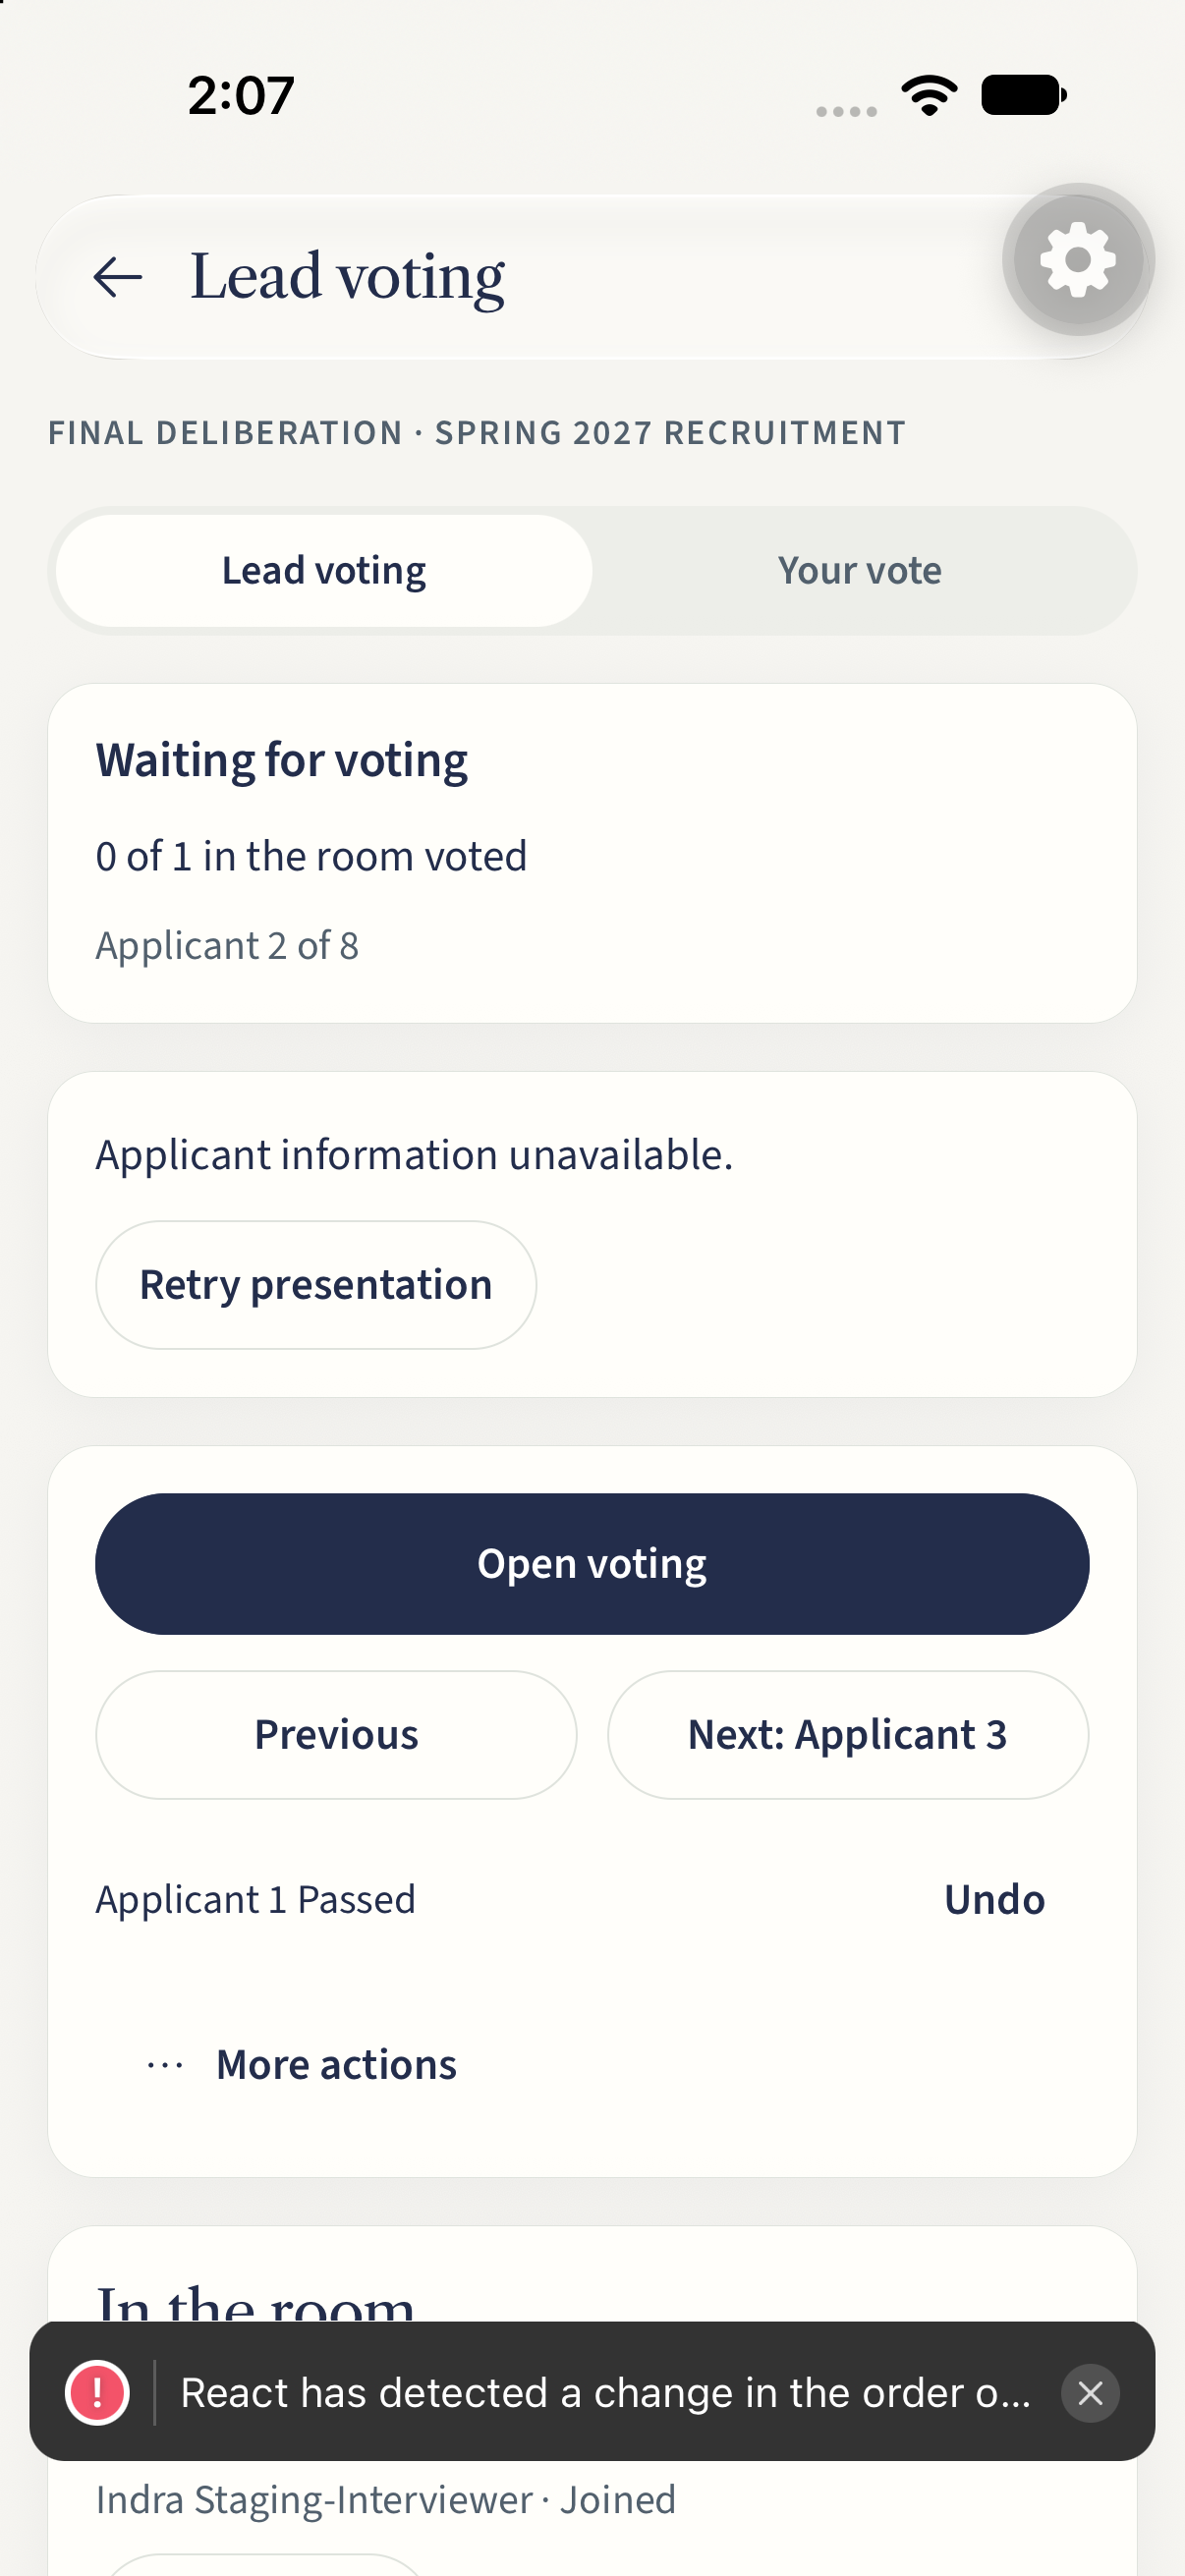 2:07
Lead voting
FINAL DELIBERATION · SPRING 2027 RECRUITMENT
Lead voting
Your vote
Waiting for voting
0 of 1 in the room voted
Applicant 2 of 8
Applicant information unavailable.
Retry presentation
Open voting
Previous
Next: Applicant 3
Applicant 1 Passed
Undo
··· More actions
In the room
React has detected a change in the order o...
Indra Staging-Interviewer · Joined